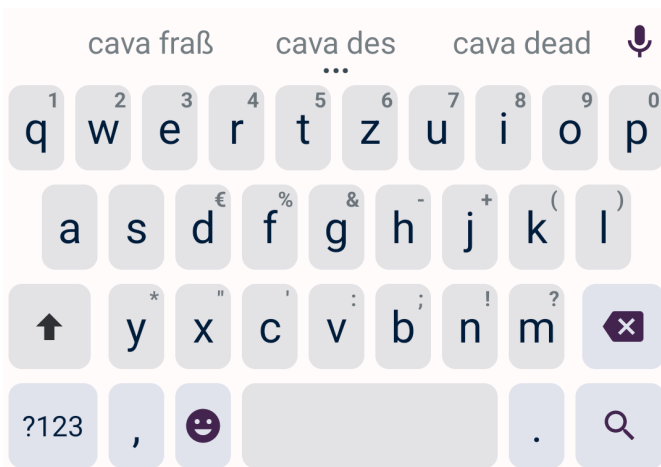 cava fraß cava des cava dead
...
1 2 3 4 5 6 7 8 9 0
q w e r t z u i o p
€ % & - + ( )
a s d f g h j k l
* " ' : ; ! ?
y x c v b n m
?123 , .